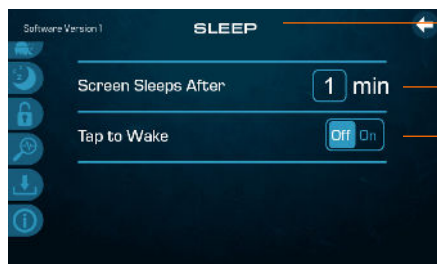 Software Version 1
SLEEP
Screen Sleeps After 1 min
Tap to Wake Off On